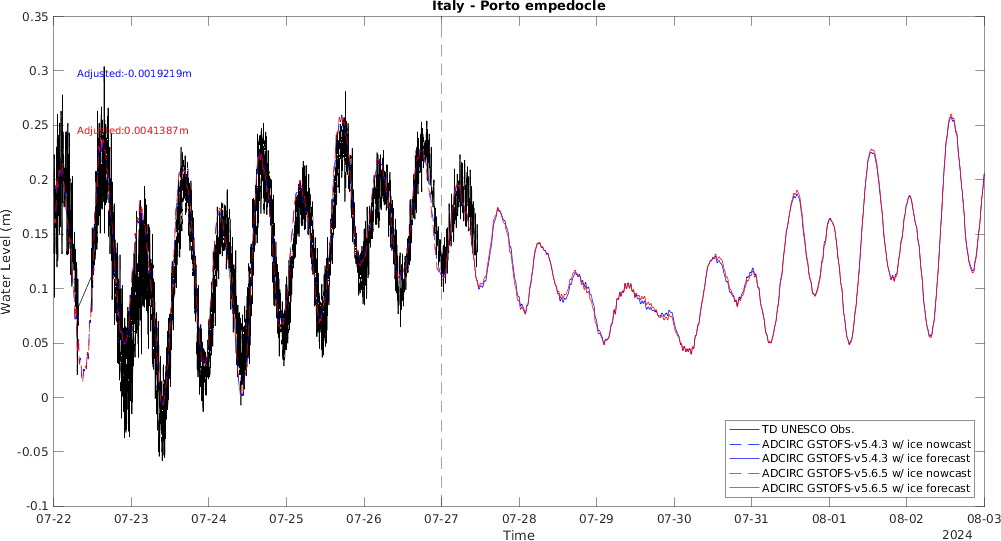 Italy - Porto empedocle
0.35
0.3
0.25
0.2
0.15
0.1
0.05
0
-0.05
-0.1
Water Level (m)
Adjusted:-0.0019219m
Adjusted:0.0041387m
TD UNESCO Obs.
ADCIRC GSTOFS-v5.4.3 w/ ice nowcast
ADCIRC GSTOFS-v5.4.3 w/ ice forecast
ADCIRC GSTOFS-v5.6.5 w/ ice nowcast
ADCIRC GSTOFS-v5.6.5 w/ ice forecast
07-22 07-23 07-24 07-25 07-26 07-27 07-28 07-29 07-30 07-31 08-01 08-02 08-03
Time
2024